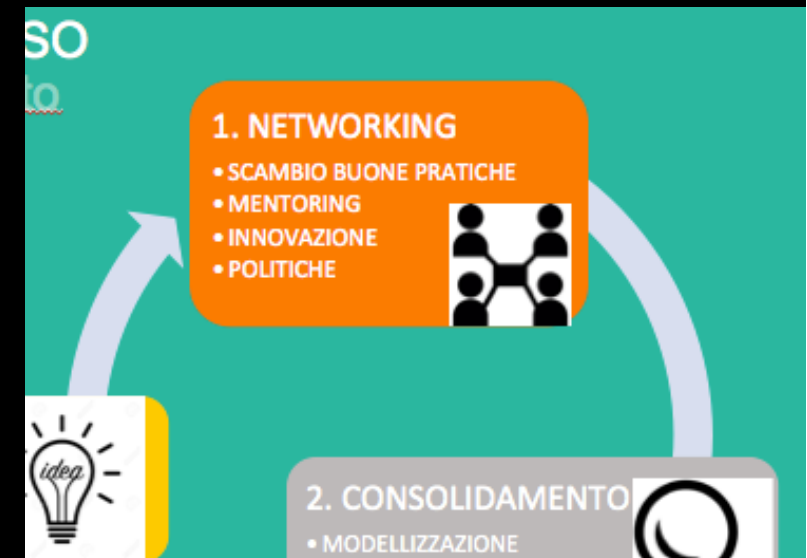 SO
to
1. NETWORKING
• SCAMBIO BUONE PRATICHE
• MENTORING
• INNOVAZIONE
• POLITICHE
idea
2. CONSOLIDAMENTO
• MODELLIZZAZIONE